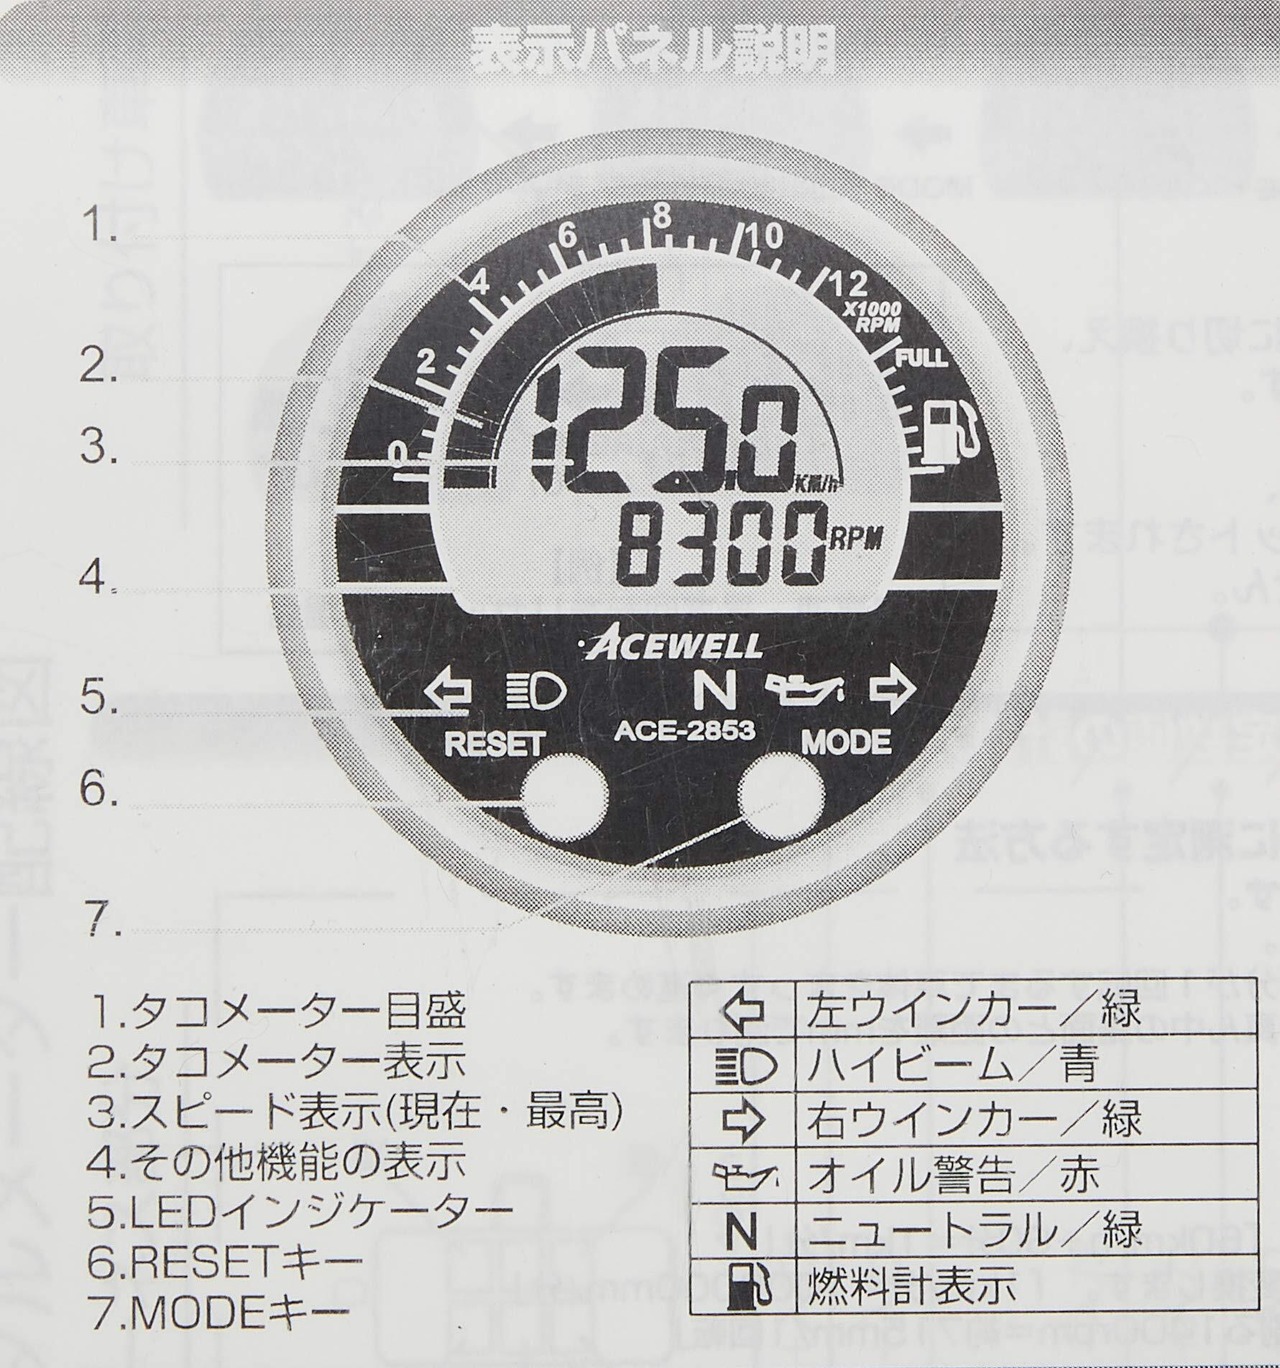 表示パネル説明
1.
2.
3.
4.
5.
6.
7.
0
2
4
6
8
10
12
X1000
RPM
FULL
125.0 KM/h
8300 RPM
ACEWELL
N
ACE-2853
RESET
MODE
1.タコメーター目盛
2.タコメーター表示
3.スピード表示(現在・最高)
4.その他機能の表示
5.LEDインジケーター
6.RESETキー
7.MODEキー
左ウインカー／緑
ハイビーム／青
右ウインカー／緑
オイル警告／赤
N ニュートラル／緑
燃料計表示